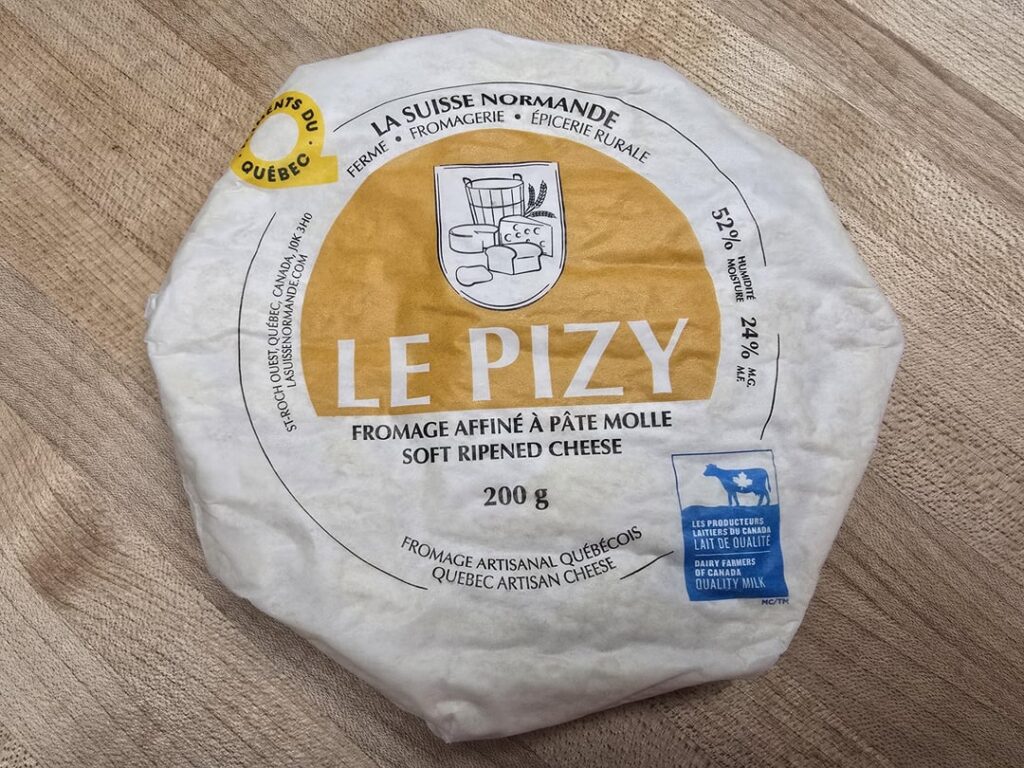 LA SUISSE NORMANDE
FERME • FROMAGERIE • ÉPICERIE RURALE
DU
· QUÉBEC ·
ST-ROCH OUEST, QUÉBEC, CANADA, J0K 3H0
LASUISSENORMANDE.COM
52% HUMIDITÉ
MOISTURE
24% M.G.
M.F.
LE PIZY
FROMAGE AFFINÉ À PÂTE MOLLE
SOFT RIPENED CHEESE
200 g
FROMAGE ARTISANAL QUÉBÉCOIS
QUEBEC ARTISAN CHEESE
LES PRODUCTEURS
LAITIERS DU CANADA
LAIT DE QUALITÉ
DAIRY FARMERS
OF CANADA
QUALITY MILK
MC/TM